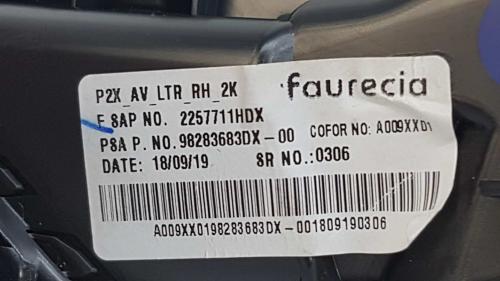 P2X_AV_LTR_RH_2K faurecia
F SAP NO. 2257711HDX
PSA P. NO. 98283683DX-00 COFOR NO: A009XX01
DATE: 18/09/19 SR NO.:0306
A009XX0198283683DX-001809190306